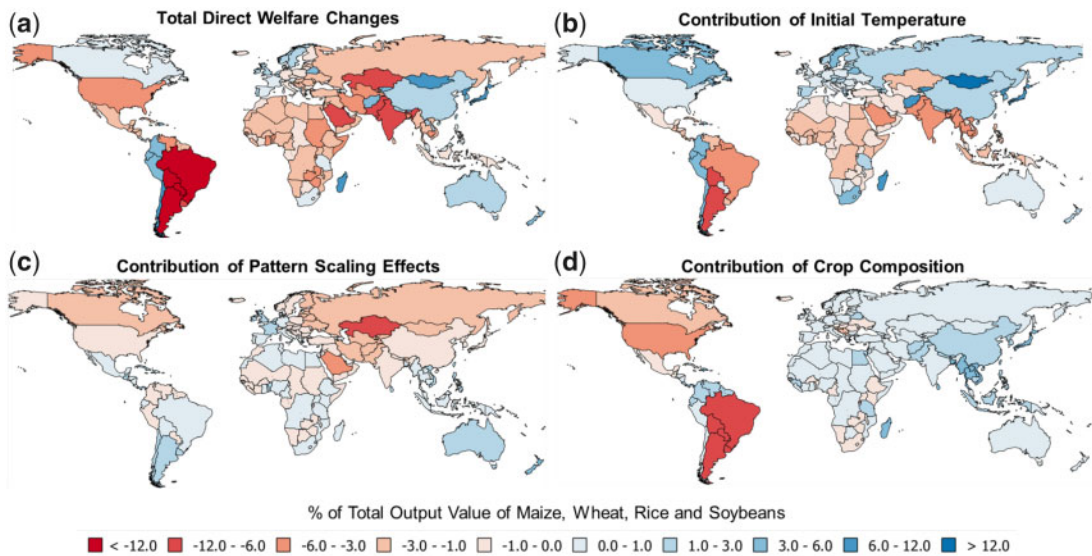 (a) Total Direct Welfare Changes
(b) Contribution of Initial Temperature
(c) Contribution of Pattern Scaling Effects
(d) Contribution of Crop Composition
% of Total Output Value of Maize, Wheat, Rice and Soybeans
< -12.0 -12.0 - -6.0 -6.0 - -3.0 -3.0 - -1.0 -1.0 - 0.0 0.0 - 1.0 1.0 - 3.0 3.0 - 6.0 6.0 - 12.0 > 12.0